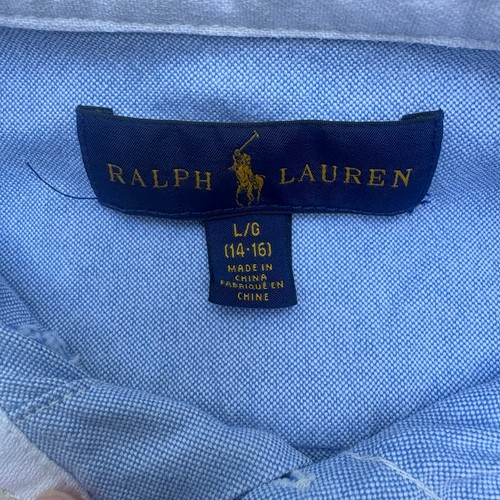 RALPH LAUREN
L/G
(14-16)
MADE IN
CHINA
FABRIQUÉ EN
CHINE